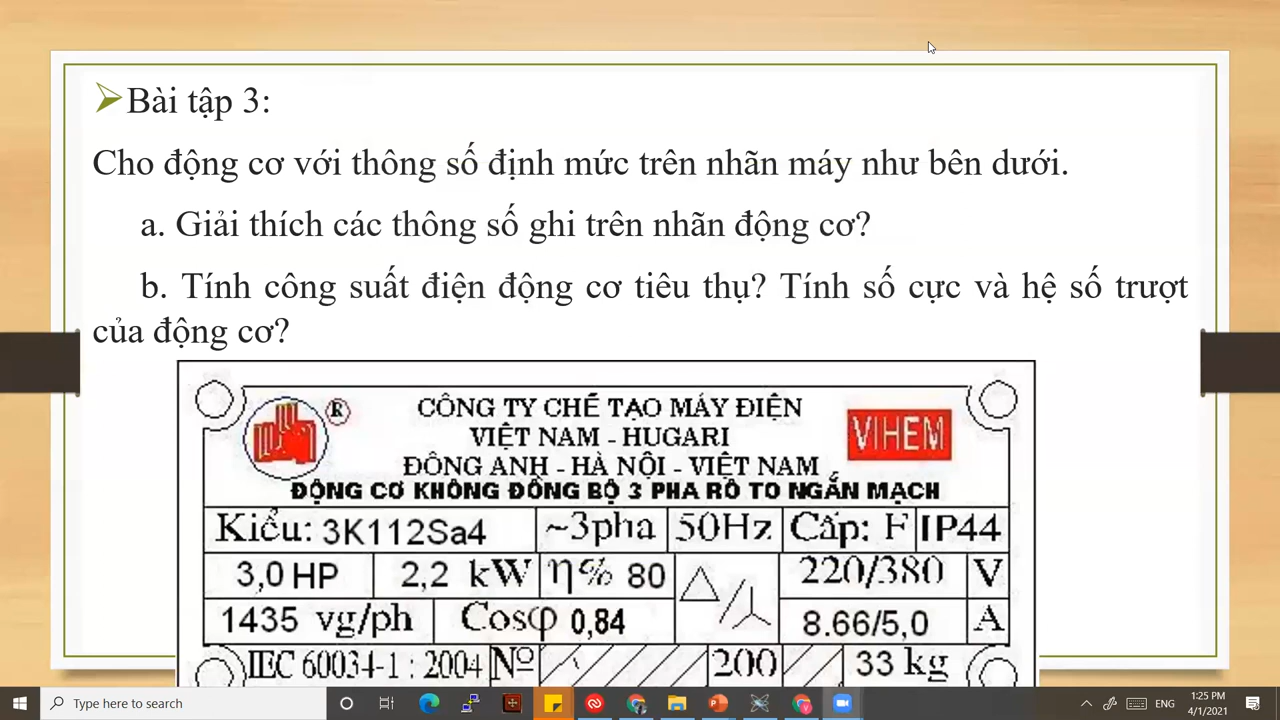 Bài tập 3:
Cho động cơ với thông số định mức trên nhãn máy như bên dưới.
a. Giải thích các thông số ghi trên nhãn động cơ?
b. Tính công suất điện động cơ tiêu thụ? Tính số cực và hệ số trượt
của động cơ?
®
CÔNG TY CHẾ TẠO MÁY ĐIỆN
VIỆT NAM - HUGARI
ĐÔNG ANH - HÀ NỘI - VIỆT NAM
VIHEM
ĐỘNG CƠ KHÔNG ĐỒNG BỘ 3 PHA RÔ TO NGẮN MẠCH
Kiểu: 3K112Sa4 ~3pha 50Hz Cấp: F IP44
3,0 HP 2,2 kW η% 80 220/380 V
1435 vg/ph Cosφ 0,84 8.66/5,0 A
IEC 60034-1 : 2004 Nº 200 33 kg
Type here to search
ENG
1:25 PM
4/1/2021